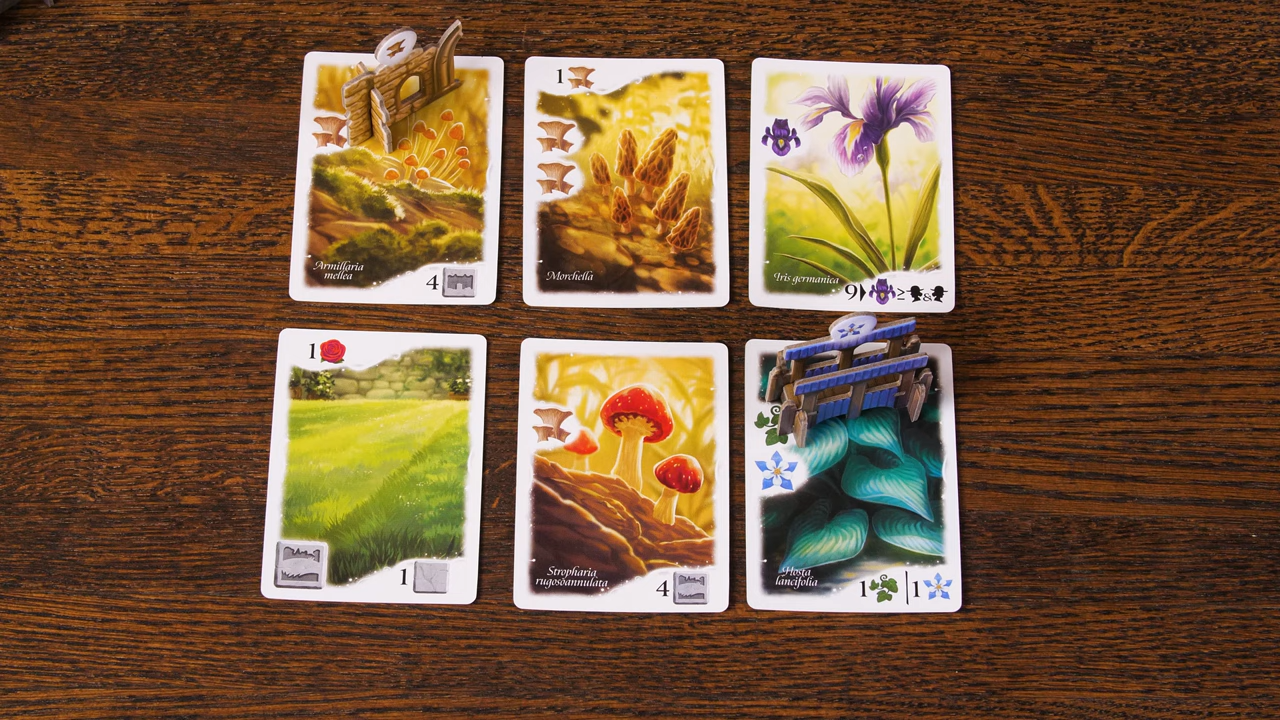 Armillaria
mellea
4
1
Morchella
Iris germanica
9 ≥ &
1
1
Stropharia
rugosoannulata
4
Hosta
lancifolia
1 | 1